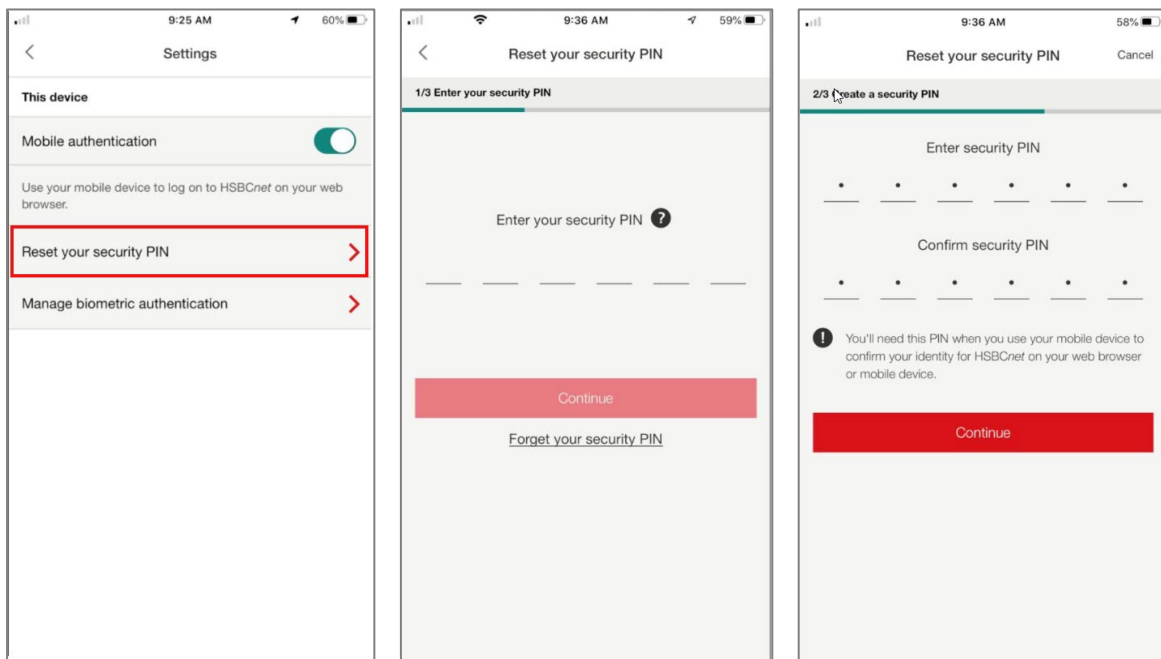 9:25 AM
60%
Settings
This device
Mobile authentication
Use your mobile device to log on to HSBCnet on your web
browser.
Reset your security PIN
Manage biometric authentication
9:36 AM
59%
Reset your security PIN
1/3 Enter your security PIN
Enter your security PIN ?
Continue
Forget your security PIN
9:36 AM
58%
Reset your security PIN
Cancel
2/3 Create a security PIN
Enter security PIN
Confirm security PIN
! You'll need this PIN when you use your mobile device to
confirm your identity for HSBCnet on your web browser
or mobile device.
Continue